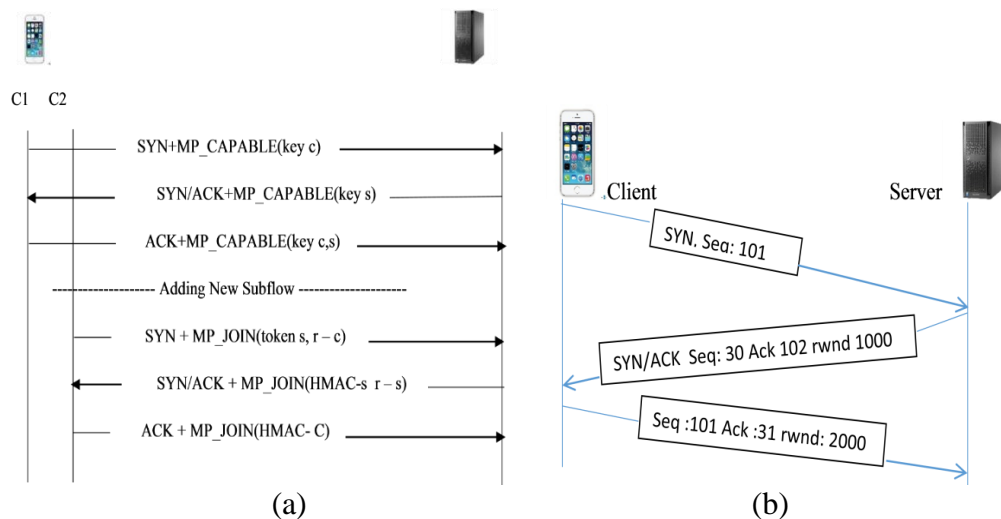 C1 C2
SYN+MP_CAPABLE(key c)
SYN/ACK+MP_CAPABLE(key s)
ACK+MP_CAPABLE(key c,s)
Adding New Subflow
SYN + MP_JOIN(token s, r – c)
SYN/ACK + MP_JOIN(HMAC-s r – s)
ACK + MP_JOIN(HMAC- C)
(a)
Client
Server
SYN. Seq: 101
SYN/ACK Seq: 30 Ack 102 rwnd 1000
Seq :101 Ack :31 rwnd: 2000
(b)